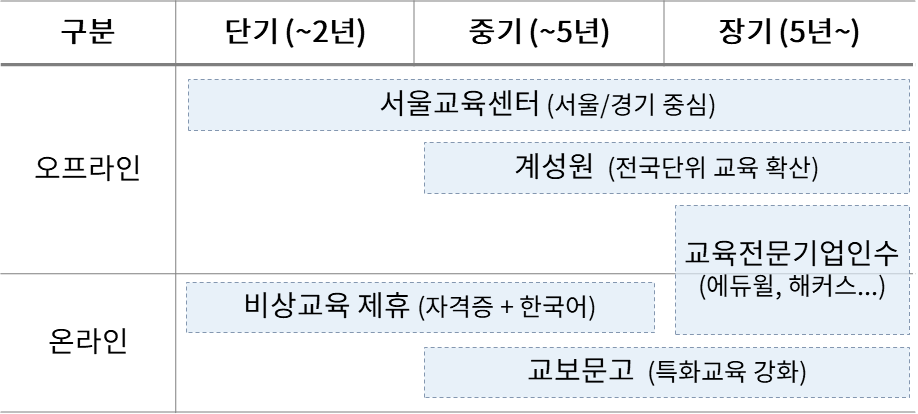 구분
단기 (~2년)
중기 (~5년)
장기 (5년~)
오프라인
서울교육센터 (서울/경기 중심)
계성원 (전국단위 교육 확산)
교육전문기업인수
(에듀윌, 해커스...)
온라인
비상교육 제휴 (자격증 + 한국어)
교보문고 (특화교육 강화)